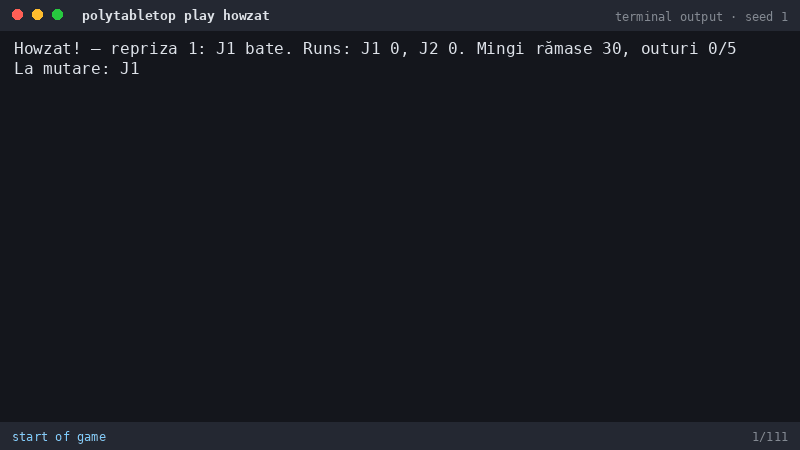 polytabletop play howzat
terminal output · seed 1
Howzat! — repriza 1: J1 bate. Runs: J1 0, J2 0. Mingi rămase 30, outuri 0/5
La mutare: J1
start of game
1/111